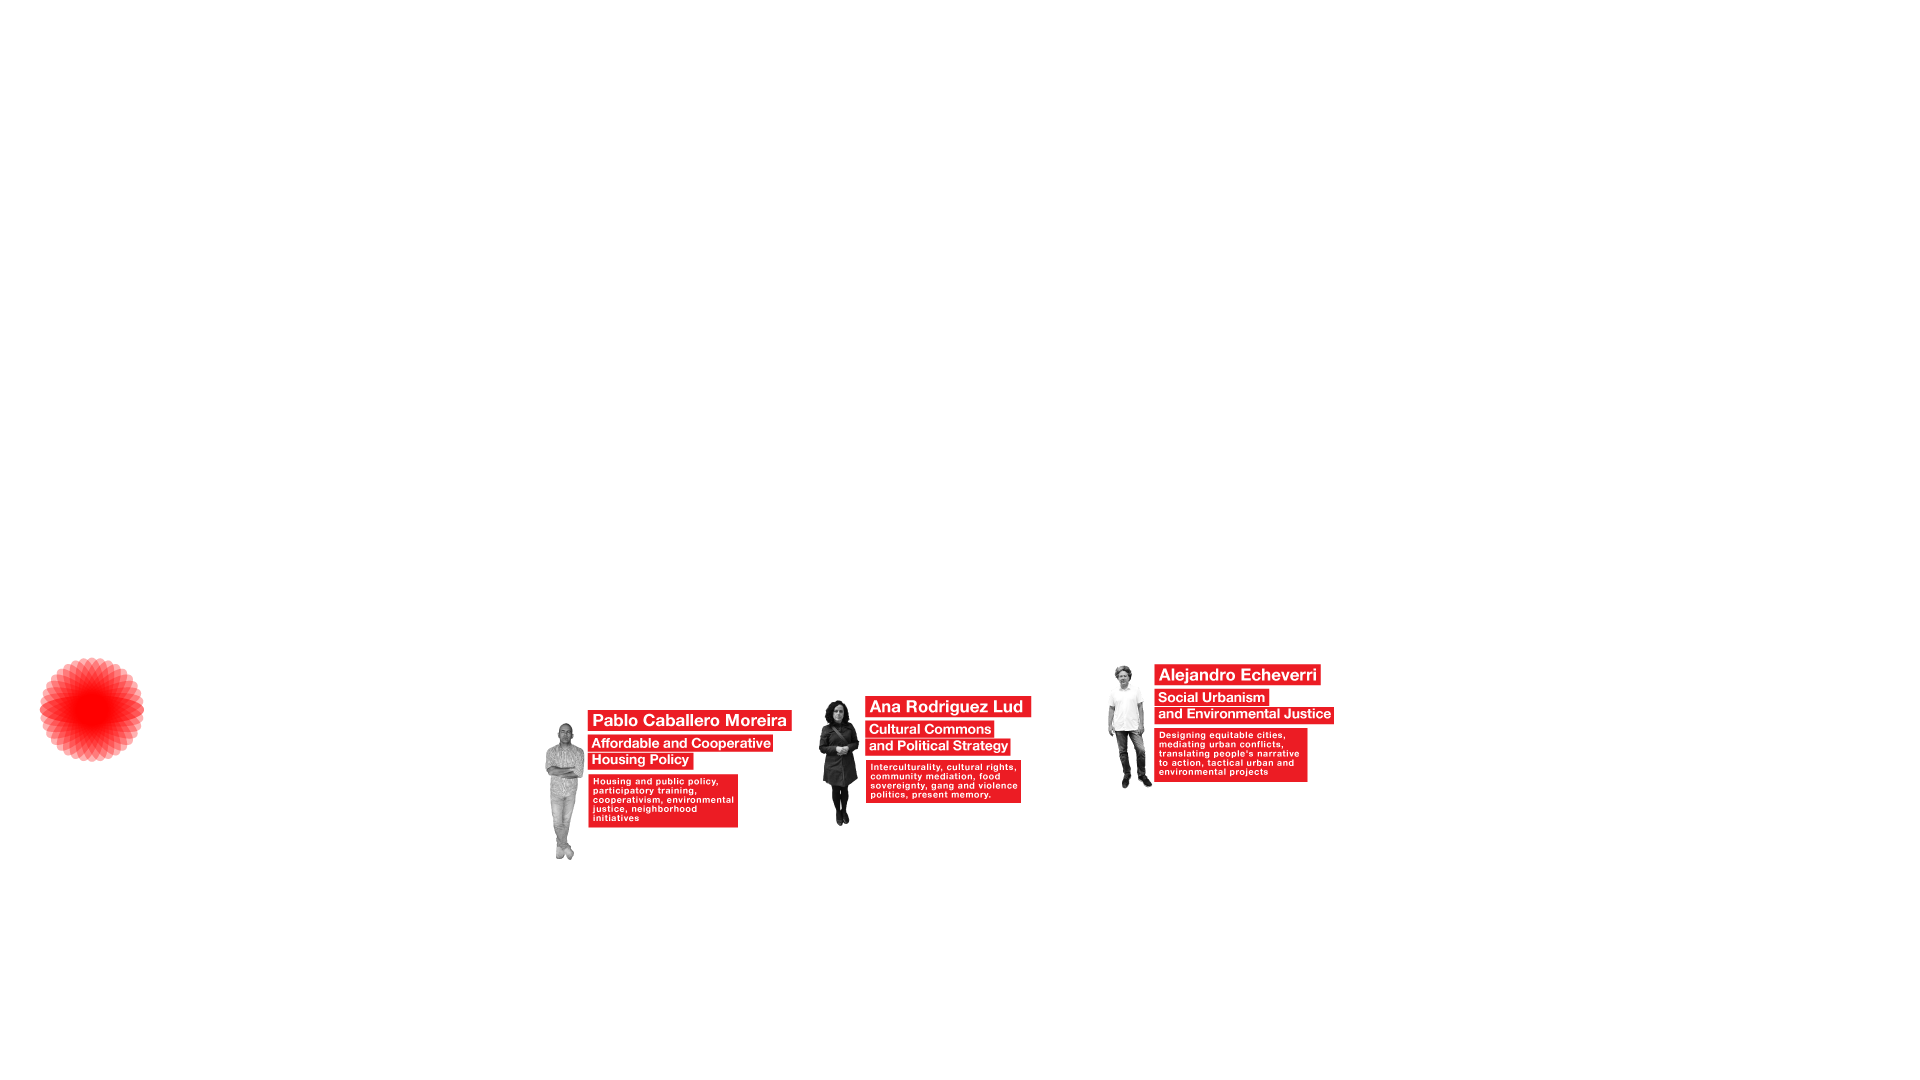 Pablo Caballero Moreira
Affordable and Cooperative
Housing Policy
Housing and public policy,
participatory training,
cooperativism, environmental
justice, neighborhood
initiatives
Ana Rodriguez Lud
Cultural Commons
and Political Strategy
Interculturality, cultural rights,
community mediation, food
sovereignty, gang and violence
politics, present memory.
Alejandro Echeverri
Social Urbanism
and Environmental Justice
Designing equitable cities,
mediating urban conflicts,
translating people's narrative
to action, tactical urban and
environmental projects